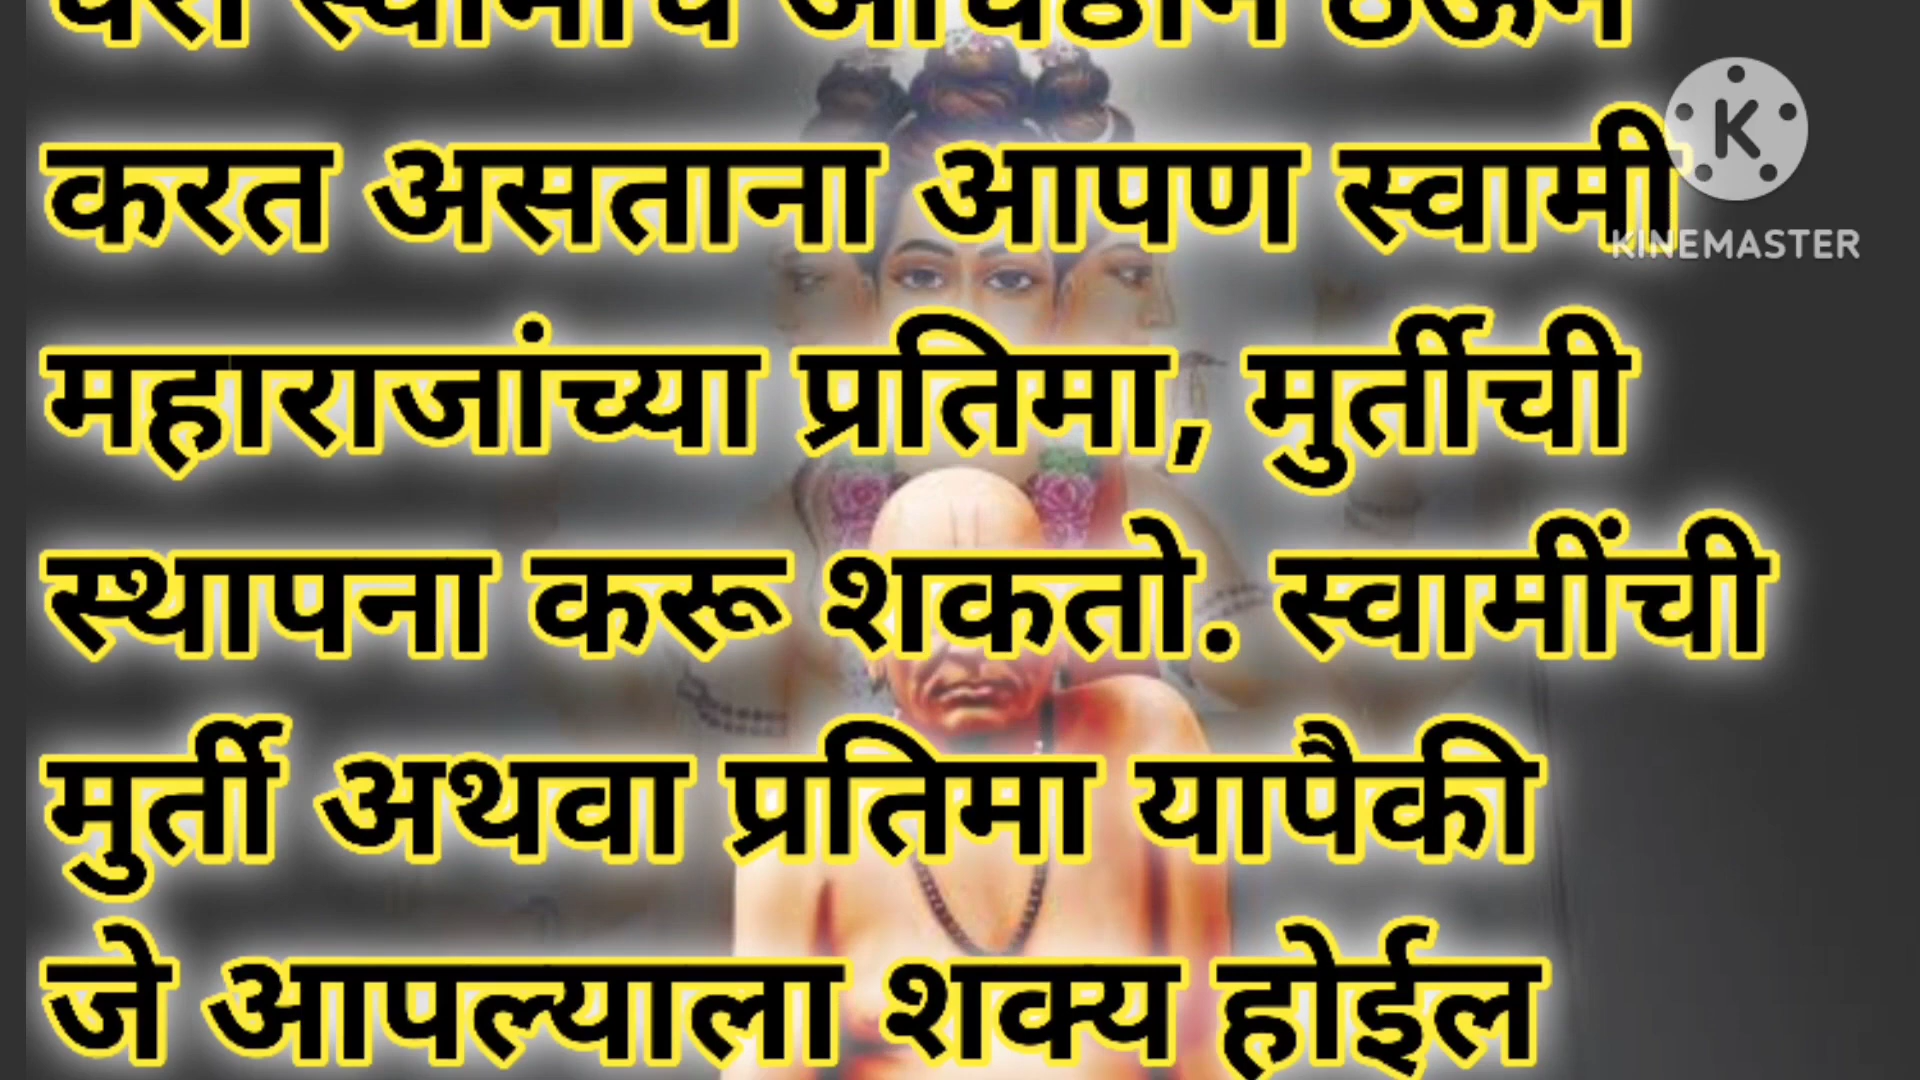 करत असताना आपण स्वामी
महाराजांच्या प्रतिमा, मुर्तीची
स्थापना करू शकतो. स्वामींची
मुर्ती अथवा प्रतिमा यापैकी
जे आपल्याला शक्य होईल
K
KINEMASTER